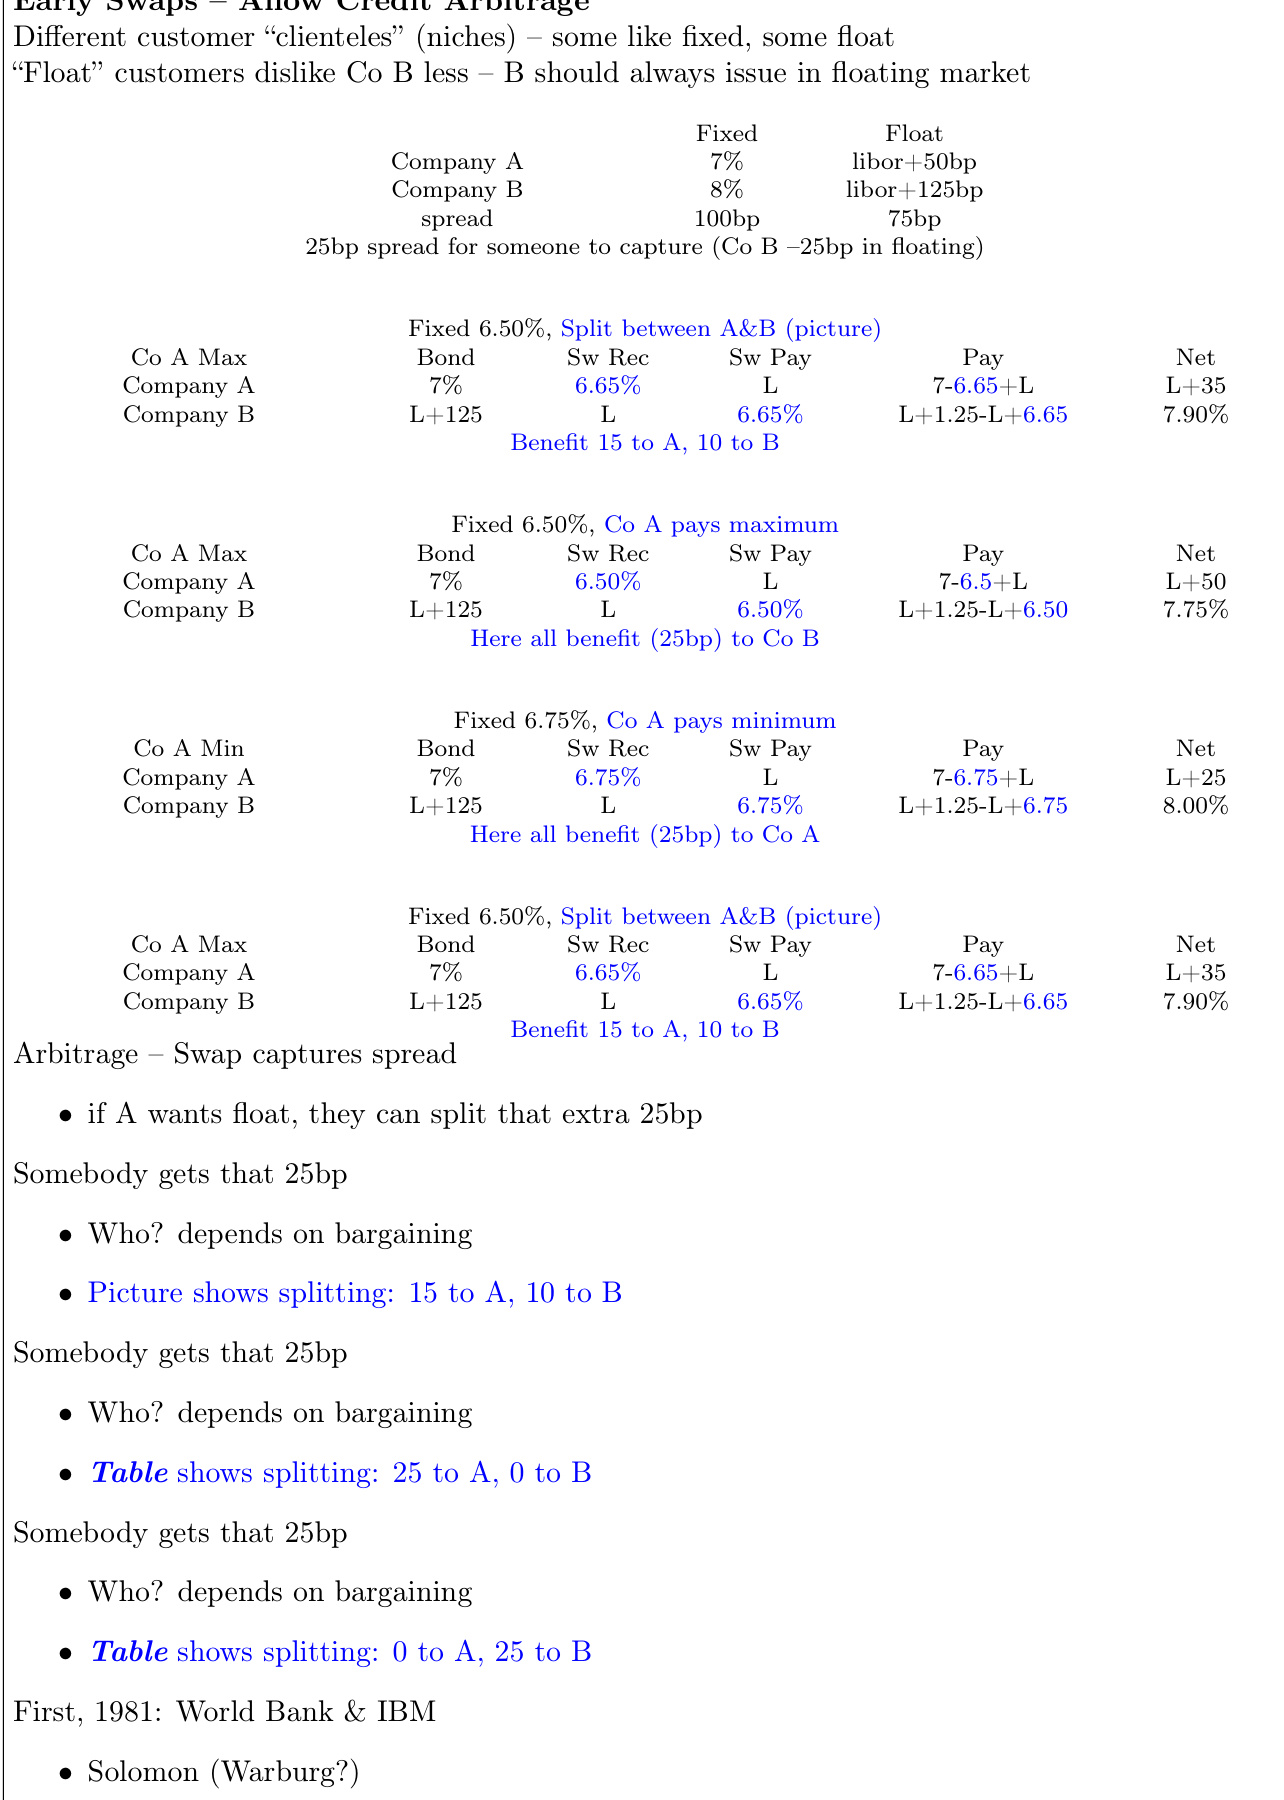 Early Swaps – Allow Credit Arbitrage
Different customer “clienteles” (niches) – some like fixed, some float
“Float” customers dislike Co B less – B should always issue in floating market
Fixed Float
Company A 7% libor+50bp
Company B 8% libor+125bp
spread 100bp 75bp
25bp spread for someone to capture (Co B –25bp in floating)
Fixed 6.50%, Split between A&B (picture)
Co A Max Bond Sw Rec Sw Pay Pay Net
Company A 7% 6.65% L 7-6.65+L L+35
Company B L+125 L 6.65% L+1.25-L+6.65 7.90%
Benefit 15 to A, 10 to B
Fixed 6.50%, Co A pays maximum
Co A Max Bond Sw Rec Sw Pay Pay Net
Company A 7% 6.50% L 7-6.5+L L+50
Company B L+125 L 6.50% L+1.25-L+6.50 7.75%
Here all benefit (25bp) to Co B
Fixed 6.75%, Co A pays minimum
Co A Min Bond Sw Rec Sw Pay Pay Net
Company A 7% 6.75% L 7-6.75+L L+25
Company B L+125 L 6.75% L+1.25-L+6.75 8.00%
Here all benefit (25bp) to Co A
Fixed 6.50%, Split between A&B (picture)
Co A Max Bond Sw Rec Sw Pay Pay Net
Company A 7% 6.65% L 7-6.65+L L+35
Company B L+125 L 6.65% L+1.25-L+6.65 7.90%
Benefit 15 to A, 10 to B
Arbitrage – Swap captures spread
• if A wants float, they can split that extra 25bp
Somebody gets that 25bp
• Who? depends on bargaining
• Picture shows splitting: 15 to A, 10 to B
Somebody gets that 25bp
• Who? depends on bargaining
• Table shows splitting: 25 to A, 0 to B
Somebody gets that 25bp
• Who? depends on bargaining
• Table shows splitting: 0 to A, 25 to B
First, 1981: World Bank & IBM
• Solomon (Warburg?)